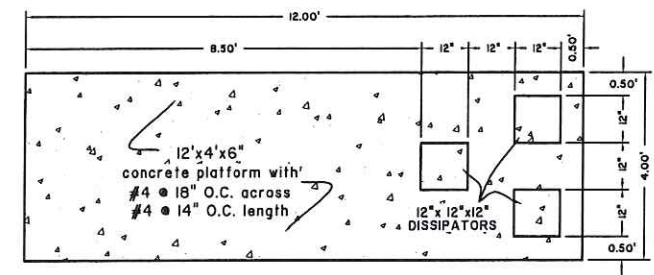 12.00'
8.50' 12" 12" 12" 0.50'
0.50'
12"
12"
12"
0.50'
4.00'
12'x4'x6"
concrete platform with
#4 @ 18" O.C. across
#4 @ 14" O.C. length
12"x 12"x12"
DISSIPATORS